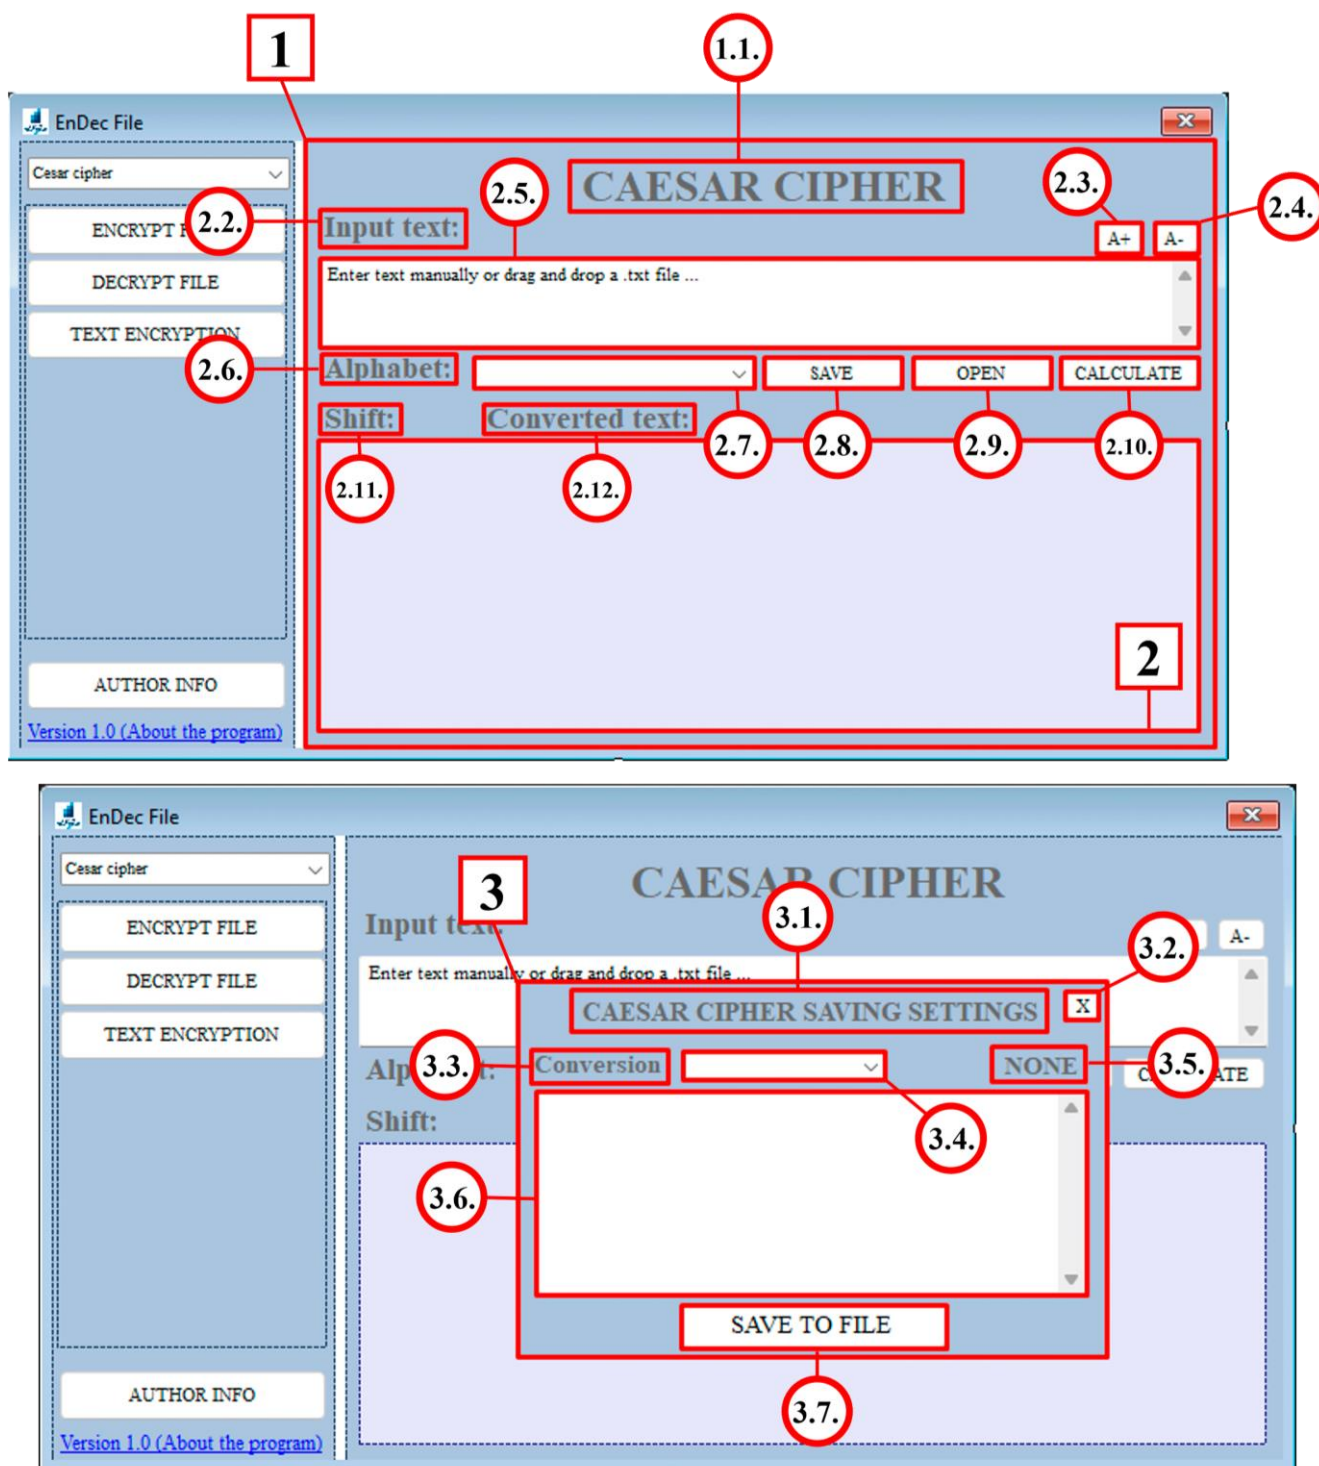 1
1.1.
EnDec File
Cesar cipher
CAESAR CIPHER
2.3.
2.4.
2.5.
2.2.
Input text:
A+
A-
ENCRYPT F
Enter text manually or drag and drop a .txt file ...
DECRYPT FILE
TEXT ENCRYPTION
2.6.
Alphabet:
SAVE
OPEN
CALCULATE
Shift:
Converted text:
2.7.
2.8.
2.9.
2.10.
2.11.
2.12.
2
AUTHOR INFO
Version 1.0 (About the program)
EnDec File
Cesar cipher
3
CAESAR CIPHER
3.1.
Input text:
A-
3.2.
ENCRYPT FILE
Enter text manually or drag and drop a .txt file ...
DECRYPT FILE
CAESAR CIPHER SAVING SETTINGS
X
TEXT ENCRYPTION
Alp
t:
3.3.
Conversion
NONE
3.5.
C
ATE
Shift:
3.4.
3.6.
SAVE TO FILE
3.7.
AUTHOR INFO
Version 1.0 (About the program)